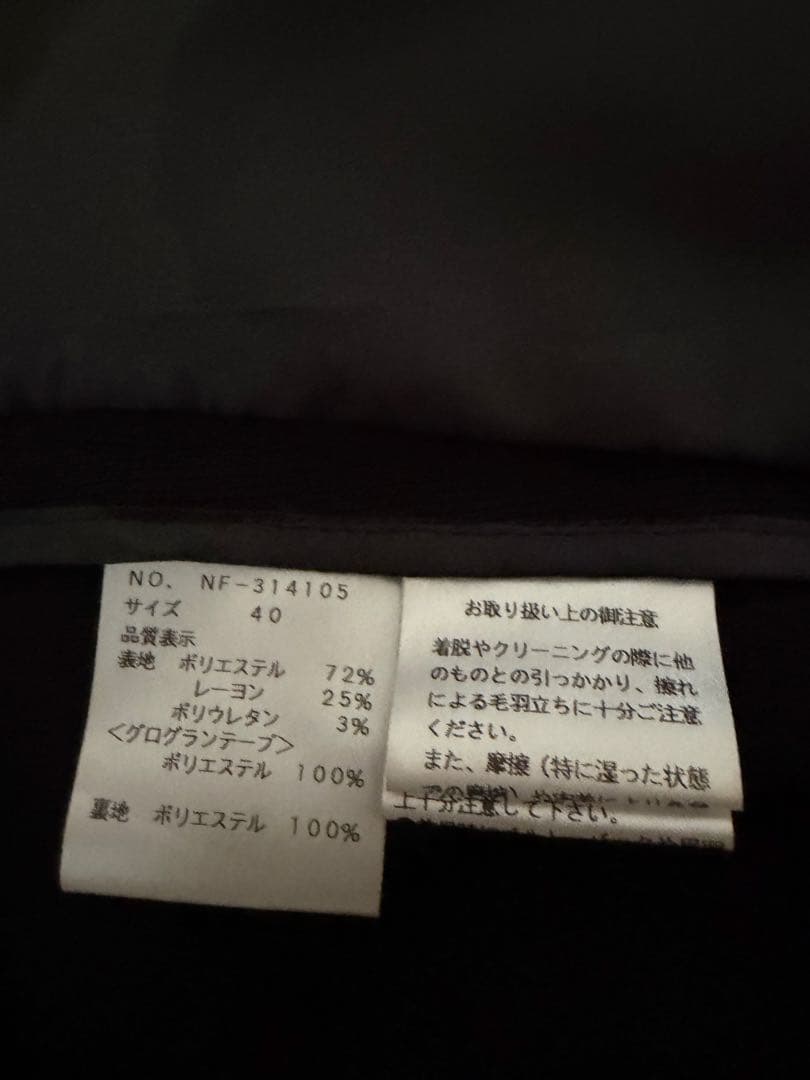 NO. NF-314105
サイズ 40
品質表示
表地 ポリエステル 72%
レーヨン 25%
ポリウレタン 3%
<グログランテープ>
ポリエステル 100%
裏地 ポリエステル 100%
お取り扱い上の御注意
着脱やクリーニングの際に他
のものとの引っかかり、擦れ
による毛羽立ちに十分ご注意
ください。
また、摩擦(特に湿った状態
での摩擦)や
上十分注意して下さい。